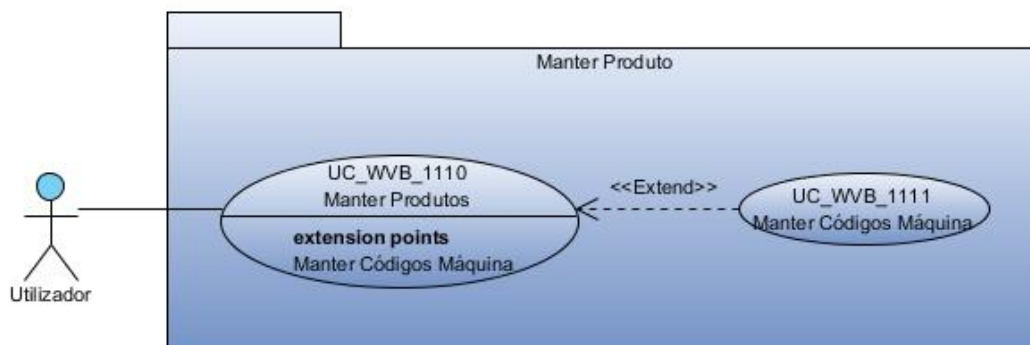 Manter Produto
UC_WVB_1110
Manter Produtos
extension points
Manter Códigos Máquina
<<Extend>>
UC_WVB_1111
Manter Códigos Máquina
Utilizador